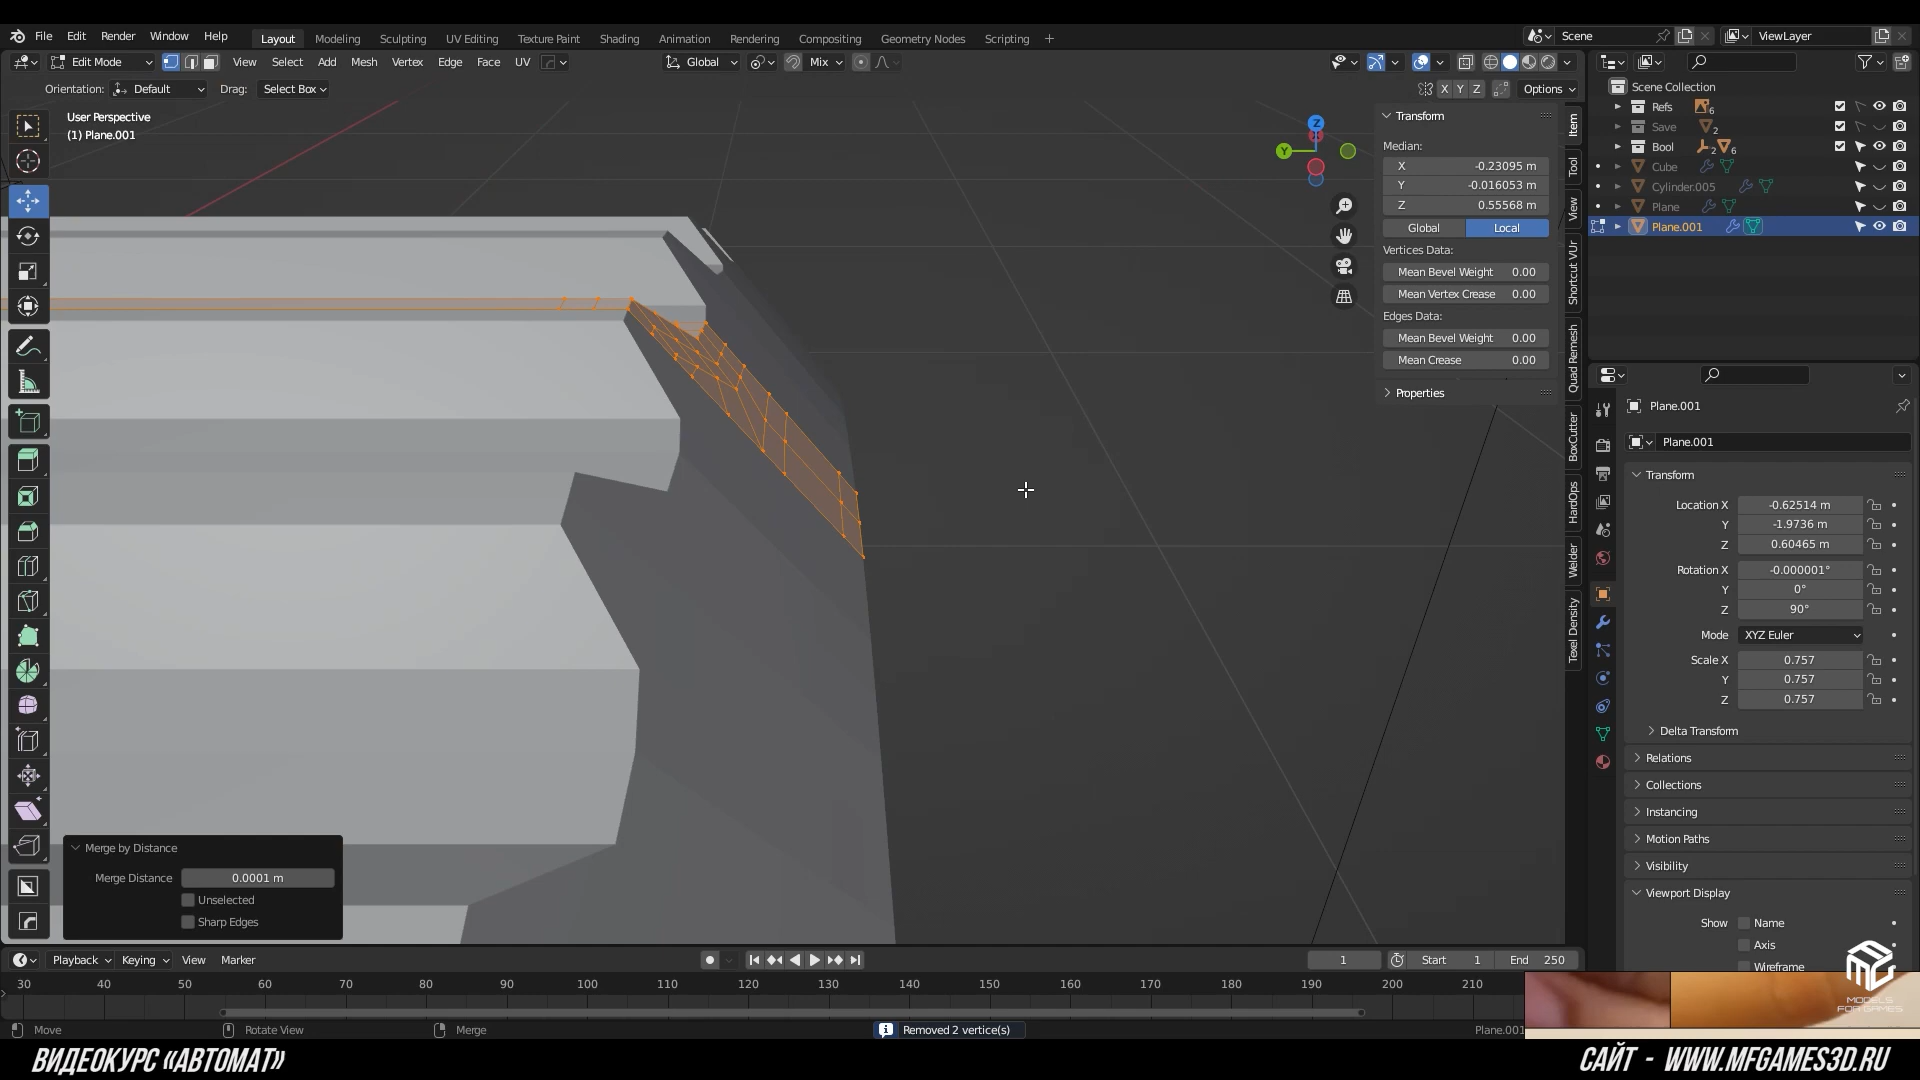 File Edit Render Window Help Layout Modeling Sculpting UV Editing Texture Paint Shading Animation Rendering Compositing Geometry Nodes Scripting + Scene ViewLayer
Edit Mode View Select Add Mesh Vertex Edge Face UV Global Mix
Orientation: Default Drag: Select Box X Y Z Options
User Perspective
(1) Plane.001
Z
Y
Transform
Median:
X -0.23095 m
Y -0.016053 m
Z 0.55568 m
Global Local
Vertices Data:
Mean Bevel Weight 0.00
Mean Vertex Crease 0.00
Edges Data:
Mean Bevel Weight 0.00
Mean Crease 0.00
Properties
Item
Tool
View
Shortcut VUr
Quad Remesh
BoxCutter
HardOps
Welder
Texel Density
Scene Collection
Refs 6
Save 2
Bool 2 6
Cube
Cylinder.005
Plane
Plane.001
Plane.001
Plane.001
Transform
Location X -0.62514 m
Y -1.9736 m
Z 0.60465 m
Rotation X -0.000001°
Y 0°
Z 90°
Mode XYZ Euler
Scale X 0.757
Y 0.757
Z 0.757
Delta Transform
Relations
Collections
Instancing
Motion Paths
Visibility
Viewport Display
Show Name
Axis
Wireframe
Merge by Distance
Merge Distance 0.0001 m
Unselected
Sharp Edges
Playback Keying View Marker 1 Start 1 End 250
30 40 50 60 70 80 90 100 110 120 130 140 150 160 170 180 190 200 210
Move Rotate View Merge Removed 2 vertice(s) Plane.001
MODELS
FOR GAMES
ВИДЕОКУРС «АВТОМАТ»
САЙТ - WWW.MFGAMES3D.RU